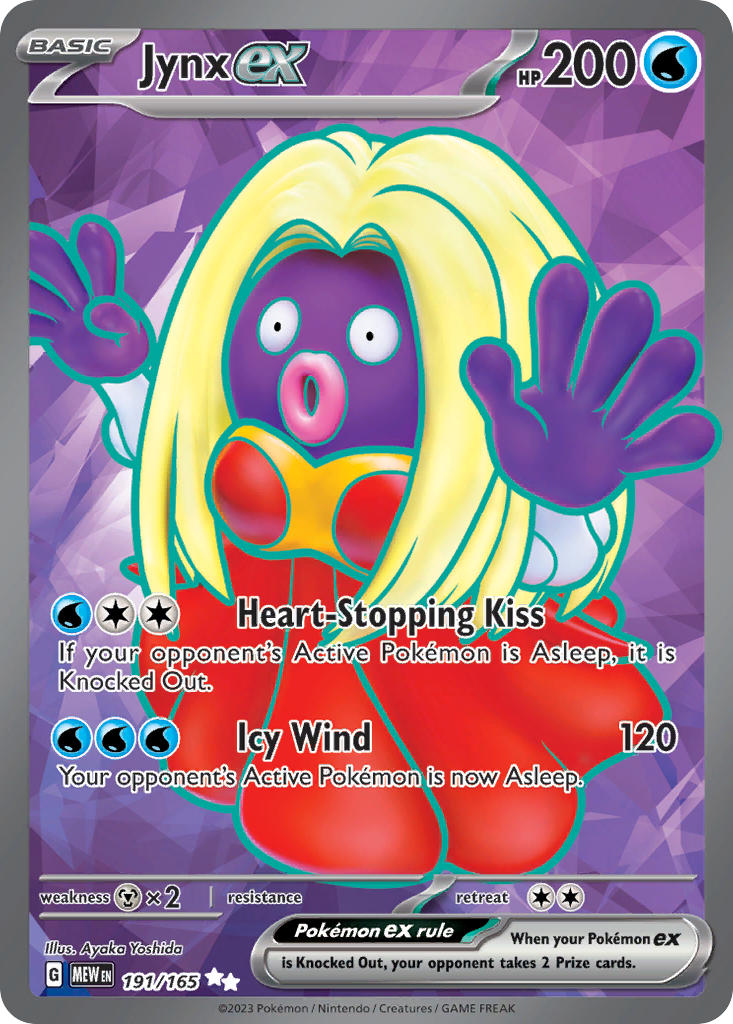 BASIC
Jynx ex
HP 200
Heart-Stopping Kiss
If your opponent's Active Pokémon is Asleep, it is
Knocked Out.
Icy Wind 120
Your opponent's Active Pokémon is now Asleep.
weakness ×2 resistance retreat
Pokémon ex rule
When your Pokémon ex
is Knocked Out, your opponent takes 2 Prize cards.
Illus. Ayaka Yoshida
G MEW EN 191/165
©2023 Pokémon / Nintendo / Creatures / GAME FREAK